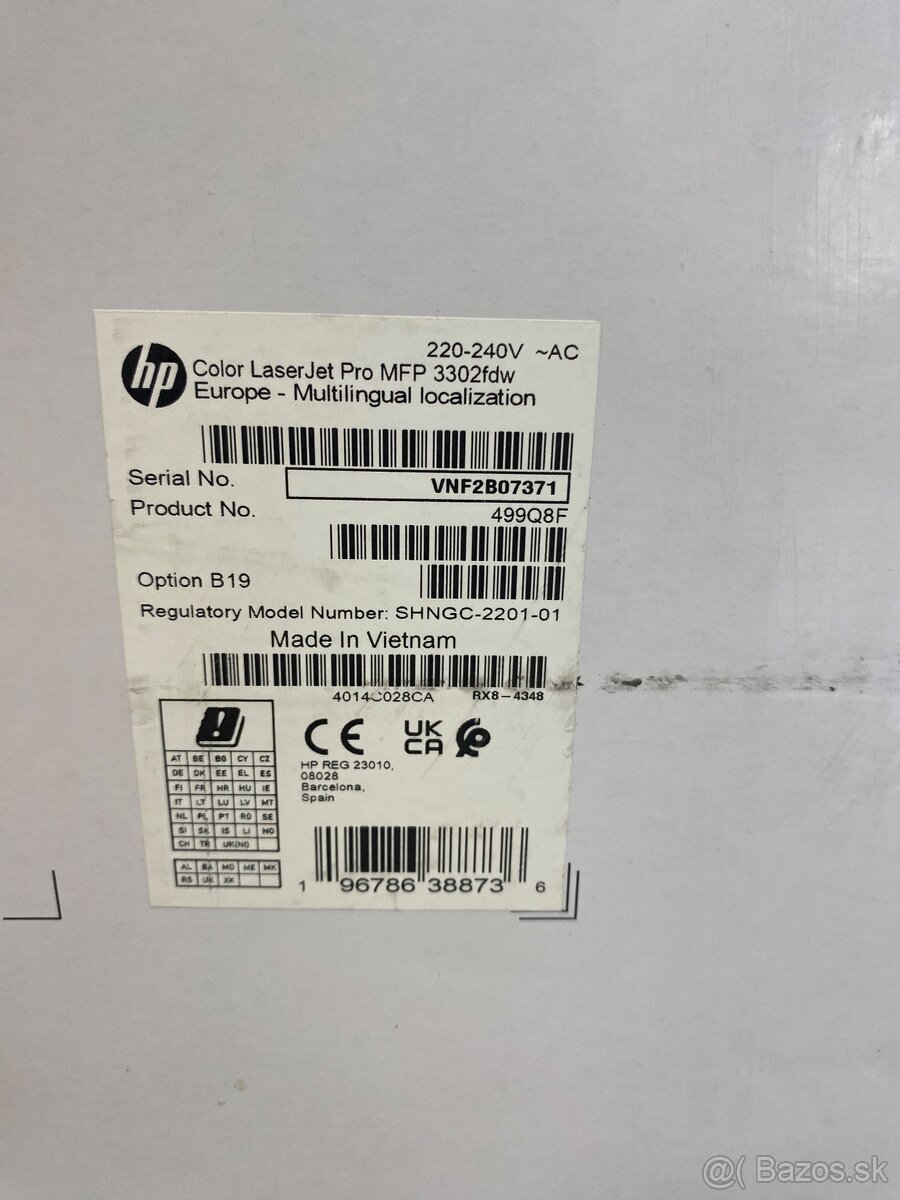 220-240V ~AC
hp
Color LaserJet Pro MFP 3302fdw
Europe - Multilingual localization
Serial No.
VNF2B07371
Product No.
499Q8F
Option B19
Regulatory Model Number: SHNGC-2201-01
Made In Vietnam
4014C028CA RX8-4348
CE UK CA
HP REG 23010,
08028
Barcelona,
Spain
AT BE BG CY CZ
DE DK EE EL ES
FI FR HR HU IE
IT LT LU LV MT
NL PL PT RO SE
SI SK IS LI NO
CH TR UK(NI)
AL BA MD ME MK
RS UK XK
1 96786 38873 6
@( Bazos.sk